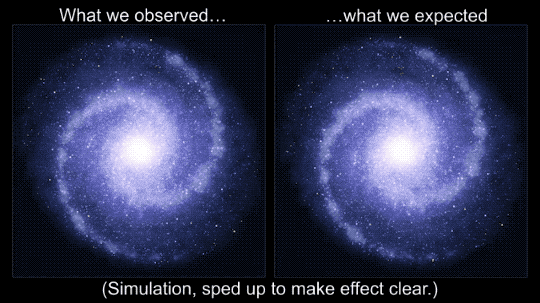 What we observed…
…what we expected
(Simulation, sped up to make effect clear.)